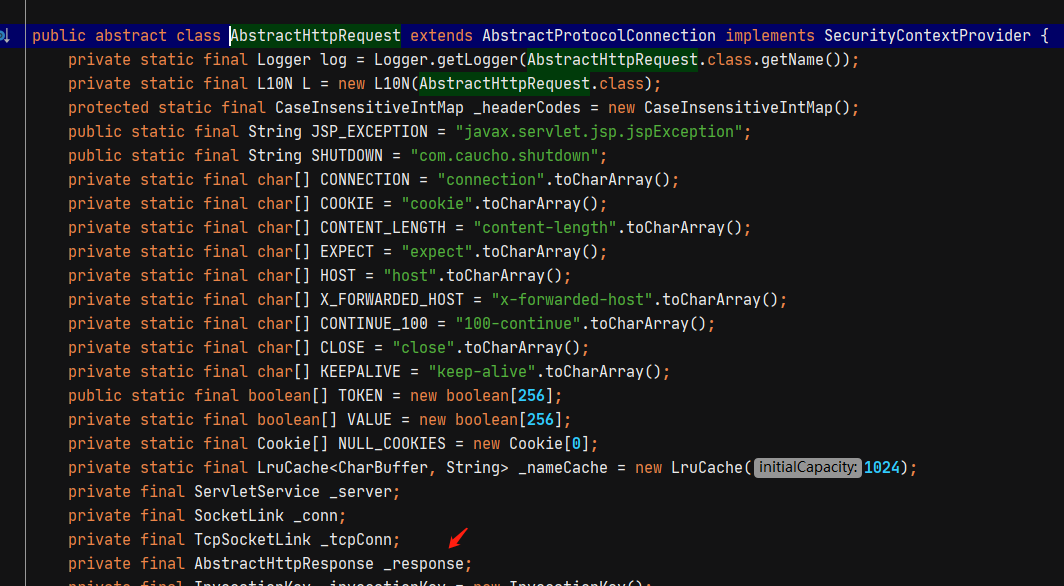 public abstract class AbstractHttpRequest extends AbstractProtocolConnection implements SecurityContextProvider {
private static final Logger log = Logger.getLogger(AbstractHttpRequest.class.getName());
private static final L10N L = new L10N(AbstractHttpRequest.class);
protected static final CaseInsensitiveIntMap _headerCodes = new CaseInsensitiveIntMap();
public static final String JSP_EXCEPTION = "javax.servlet.jsp.jspException";
public static final String SHUTDOWN = "com.caucho.shutdown";
private static final char[] CONNECTION = "connection".toCharArray();
private static final char[] COOKIE = "cookie".toCharArray();
private static final char[] CONTENT_LENGTH = "content-length".toCharArray();
private static final char[] EXPECT = "expect".toCharArray();
private static final char[] HOST = "host".toCharArray();
private static final char[] X_FORWARDED_HOST = "x-forwarded-host".toCharArray();
private static final char[] CONTINUE_100 = "100-continue".toCharArray();
private static final char[] CLOSE = "close".toCharArray();
private static final char[] KEEPALIVE = "keep-alive".toCharArray();
public static final boolean[] TOKEN = new boolean[256];
private static final boolean[] VALUE = new boolean[256];
private static final Cookie[] NULL_COOKIES = new Cookie[0];
private static final LruCache<CharBuffer, String> _nameCache = new LruCache( initialCapacity: 1024);
private final ServletService _server;
private final SocketLink _conn;
private final TcpSocketLink _tcpConn;
private final AbstractHttpResponse _response;
private final InvocationKey _invocationKey = new InvocationKey();